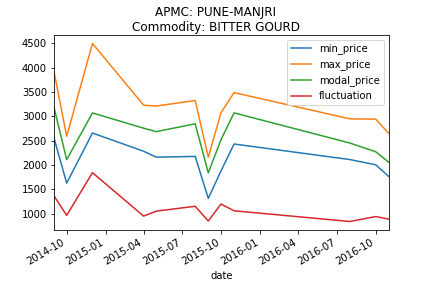 APMC: PUNE-MANJRI
Commodity: BITTER GOURD
4500
4000
3500
3000
2500
2000
1500
1000
min_price
max_price
modal_price
fluctuation
2014-10
2015-01
2015-04
2015-07
2015-10
2016-01
2016-04
2016-07
2016-10
date